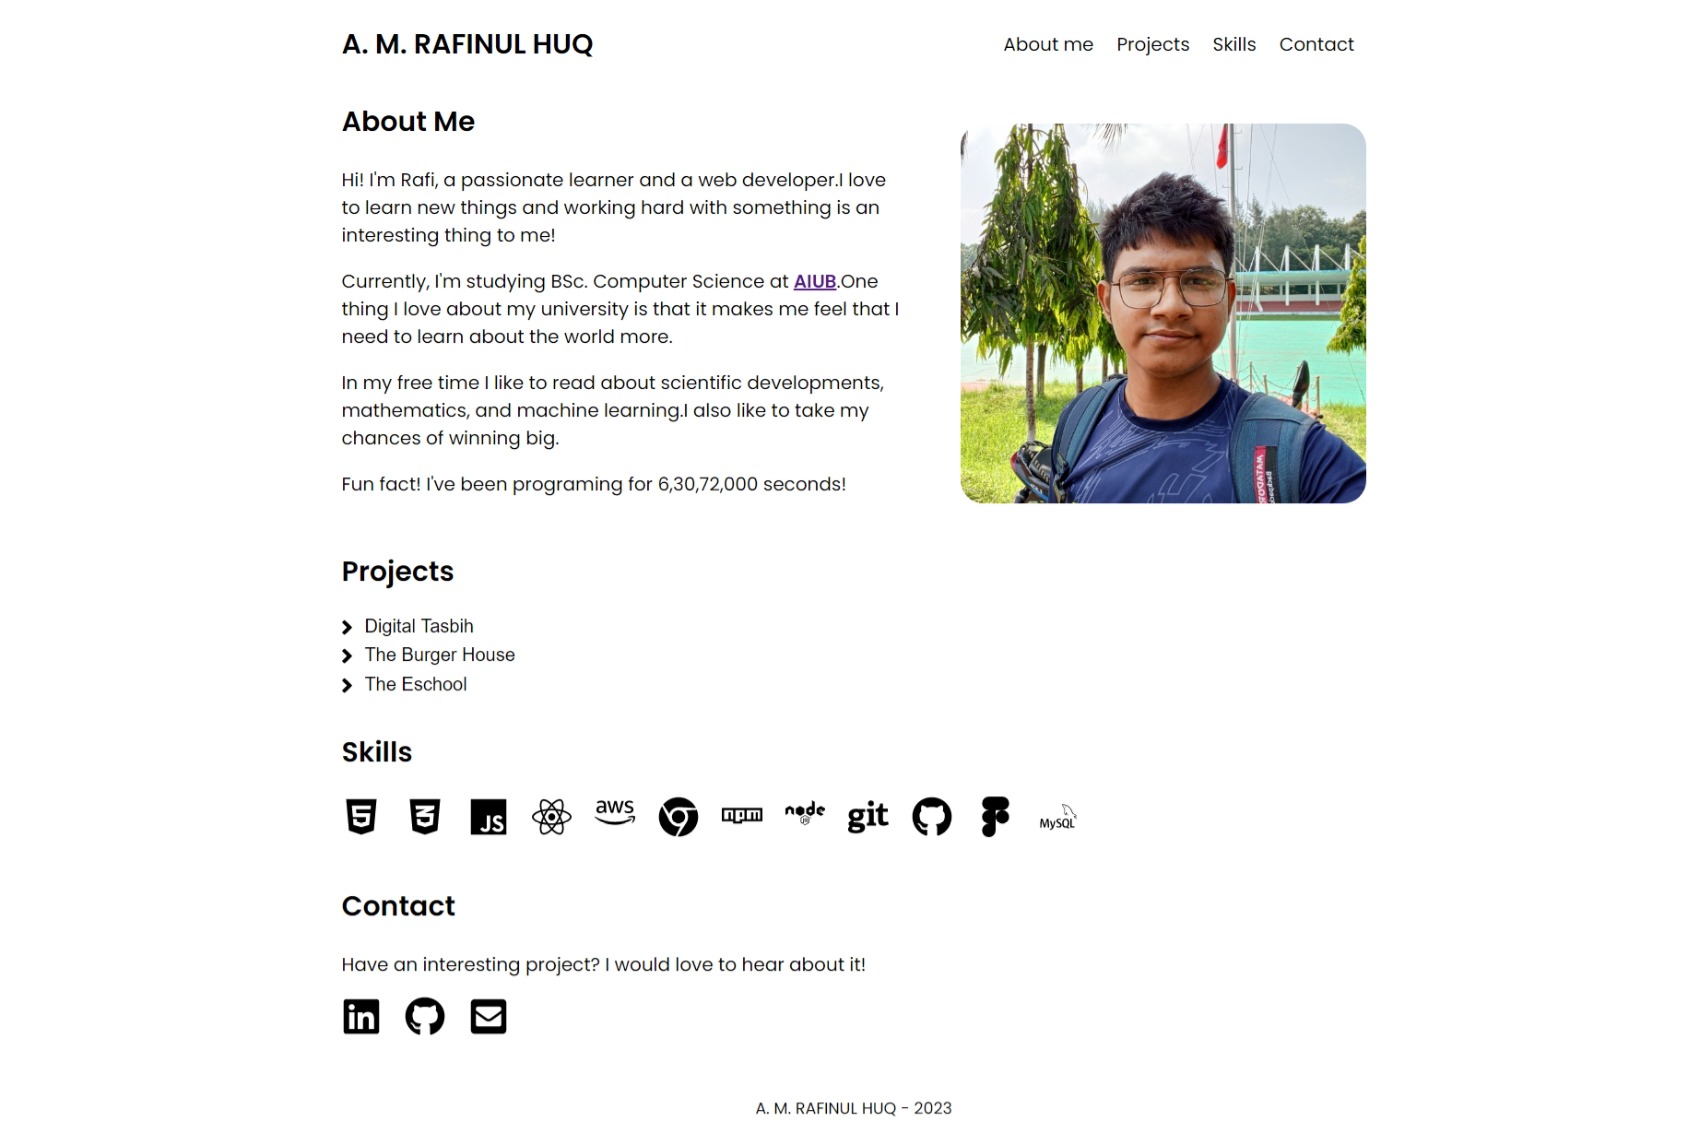 A. M. RAFINUL HUQ
About me Projects Skills Contact
About Me
Hi! I'm Rafi, a passionate learner and a web developer.I love
to learn new things and working hard with something is an
interesting thing to me!
Currently, I'm studying BSc. Computer Science at AIUB.One
thing I love about my university is that it makes me feel that I
need to learn about the world more.
In my free time I like to read about scientific developments,
mathematics, and machine learning.I also like to take my
chances of winning big.
Fun fact! I've been programing for 6,30,72,000 seconds!
MATADOR
Projects
Digital Tasbih
The Burger House
The Eschool
Skills
5 3 JS aws npm node JS git MySQL
Contact
Have an interesting project? I would love to hear about it!
in
A. M. RAFINUL HUQ - 2023